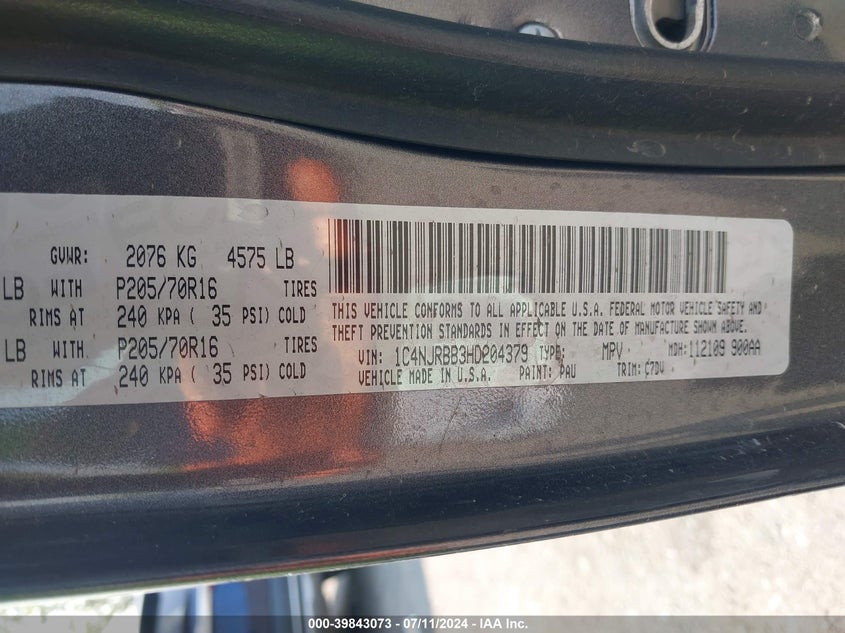 GVWR: 2076 KG 4575 LB
LB WITH P205/70R16 TIRES
RIMS AT 240 KPA ( 35 PSI) COLD
LB WITH: P205/70R16 TIRES
RIMS AT 240 KPA ( 35 PSI) COLD
THIS VEHICLE CONFORMS TO ALL APPLICABLE U.S.A. FEDERAL MOTOR VEHICLE SAFETY AND
THEFT PREVENTION STANDARDS IN EFFECT ON THE DATE OF MANUFACTURE SHOWN ABOVE.
VIN: 1C4NJRBB3HD204379 TYPE: MPV MDH: 112109 900AA
VEHICLE MADE IN U.S.A. PAINT: PAU TRIM: C7DV
000-39843073 - 07/11/2024 - IAA Inc.